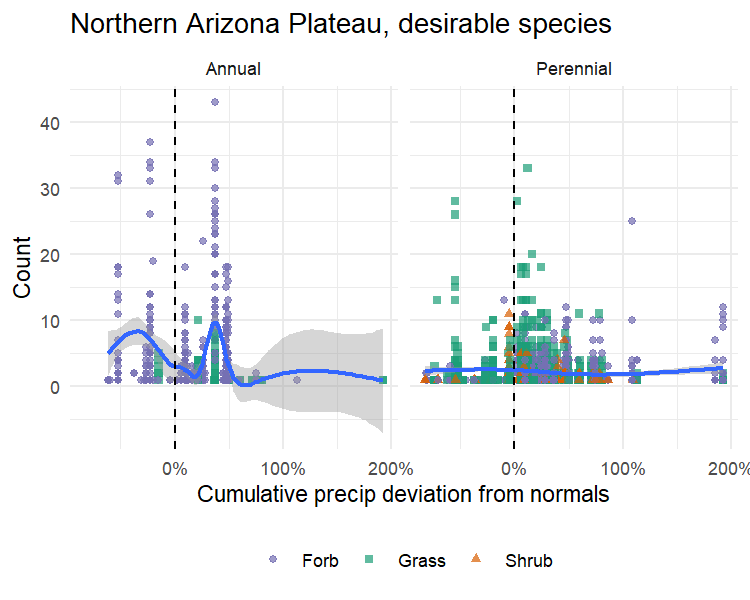 Northern Arizona Plateau, desirable species
Annual Perennial
Count
40
30
20
10
0
0% 100% 200% 0% 100% 200%
Cumulative precip deviation from normals
Forb Grass Shrub